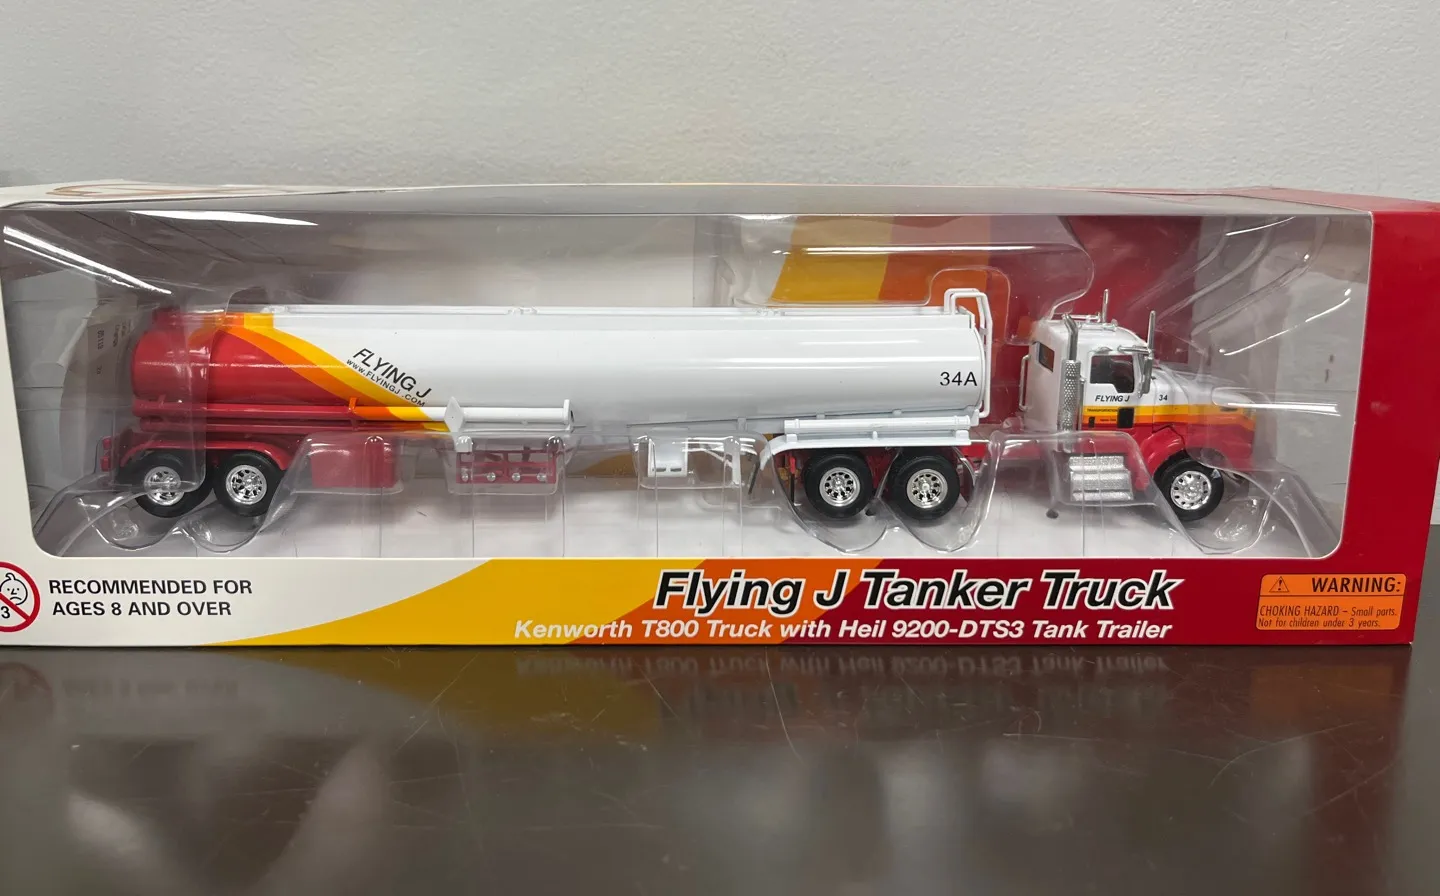 FLYING J
WWW.FLYINGJ.COM
34A
FLYING J
34
RECOMMENDED FOR
AGES 8 AND OVER
3
Flying J Tanker Truck
Kenworth T800 Truck with Heil 9200-DTS3 Tank Trailer
WARNING:
CHOKING HAZARD – Small parts.
Not for children under 3 years.